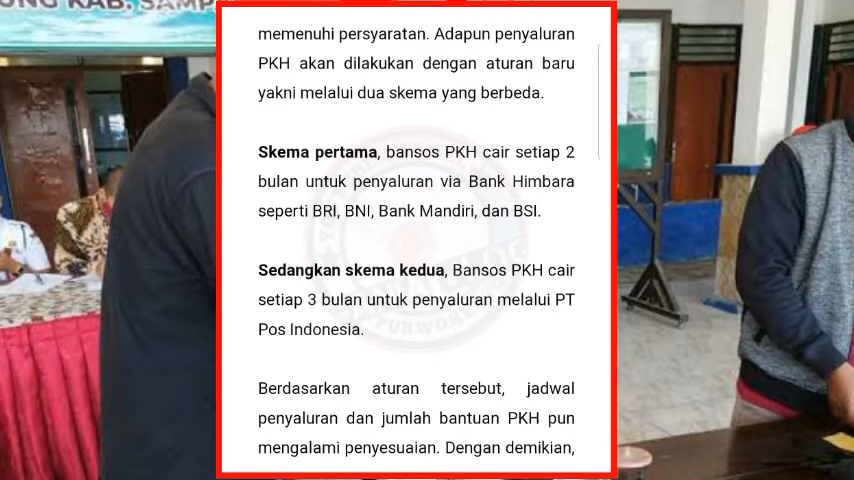 UNG KAB. SAMPA
memenuhi persyaratan. Adapun penyaluran
PKH akan dilakukan dengan aturan baru
yakni melalui dua skema yang berbeda.
Skema pertama, bansos PKH cair setiap 2
bulan untuk penyaluran via Bank Himbara
seperti BRI, BNI, Bank Mandiri, dan BSI.
Sedangkan skema kedua, Bansos PKH cair
setiap 3 bulan untuk penyaluran melalui PT
Pos Indonesia.
Berdasarkan aturan tersebut, jadwal
penyaluran dan jumlah bantuan PKH pun
mengalami penyesuaian. Dengan demikian,